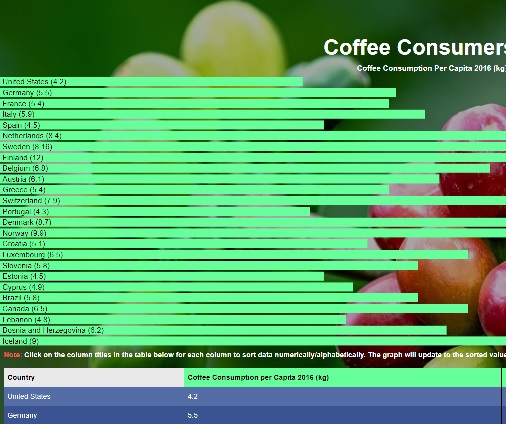 Coffee Consumers
Coffee Consumption Per Capita 2016 (kg)
United States (4.2)
Germany (5.5)
France (5.4)
Italy (5.9)
Spain (4.5)
Netherlands (8.4)
Sweden (8.16)
Finland (12)
Belgium (6.8)
Austria (6.1)
Greece (5.4)
Switzerland (7.9)
Portugal (4.3)
Denmark (8.7)
Norway (9.9)
Croatia (5.1)
Luxembourg (6.5)
Slovenia (5.8)
Estonia (4.5)
Cyprus (4.9)
Brazil (5.8)
Canada (6.5)
Lebanon (4.8)
Bosnia and Herzegovina (6.2)
Iceland (9)
Note: Click on the column titles in the table below for each column to sort data numerically/alphabetically. The graph will update to the sorted value
Country Coffee Consumption per Capita 2016 (kg)
United States 4.2
Germany 5.5